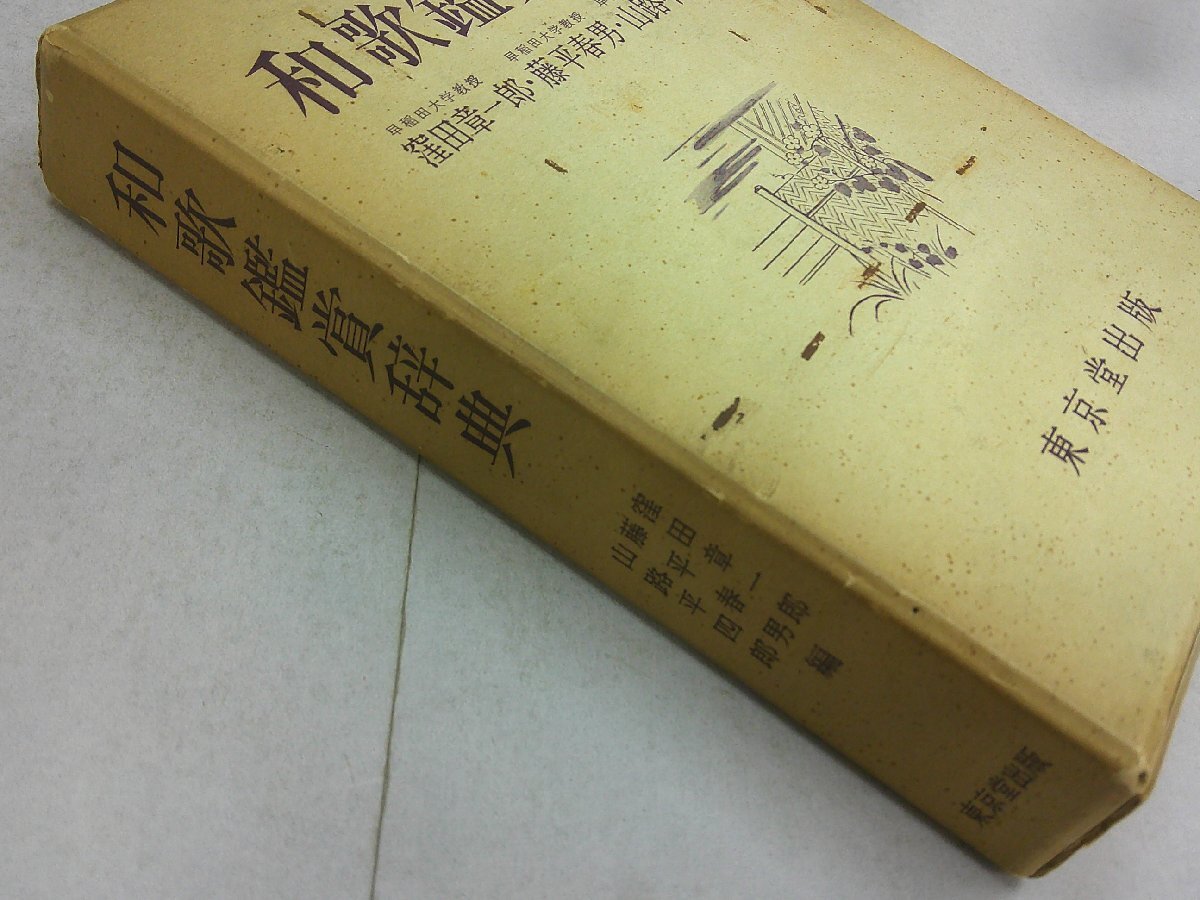 和歌鑑
早稲田大学教授
早稲田大学教授
窪田章一郎・藤平春男・山路
東京堂出版
和歌鑑賞辞典
窪田章一郎
藤平春男
山路平四郎
編
東京堂出版